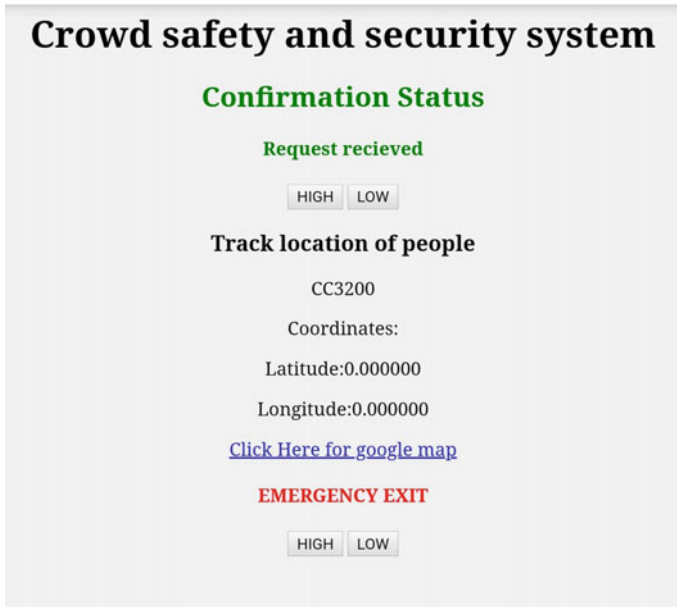 Crowd safety and security system
Confirmation Status
Request recieved
HIGH LOW
Track location of people
CC3200
Coordinates:
Latitude:0.000000
Longitude:0.000000
Click Here for google map
EMERGENCY EXIT
HIGH LOW